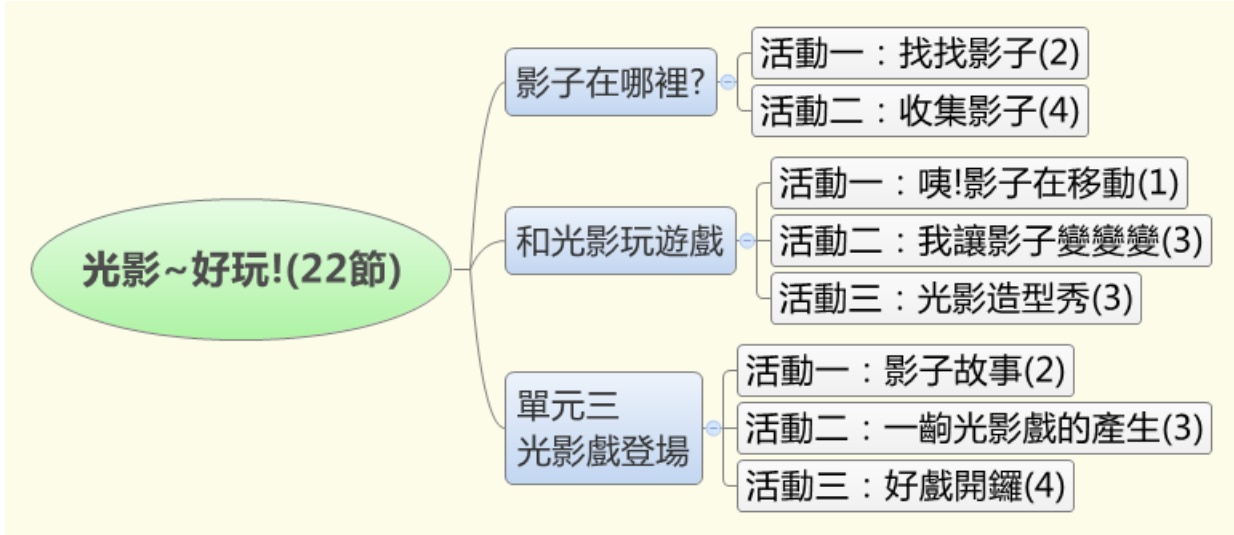 光影~好玩!(22節)
影子在哪裡?
活動一：找找影子(2)
活動二：收集影子(4)
和光影玩遊戲
活動一：咦!影子在移動(1)
活動二：我讓影子變變變(3)
活動三：光影造型秀(3)
單元三
光影戲登場
活動一：影子故事(2)
活動二：一齣光影戲的產生(3)
活動三：好戲開鑼(4)